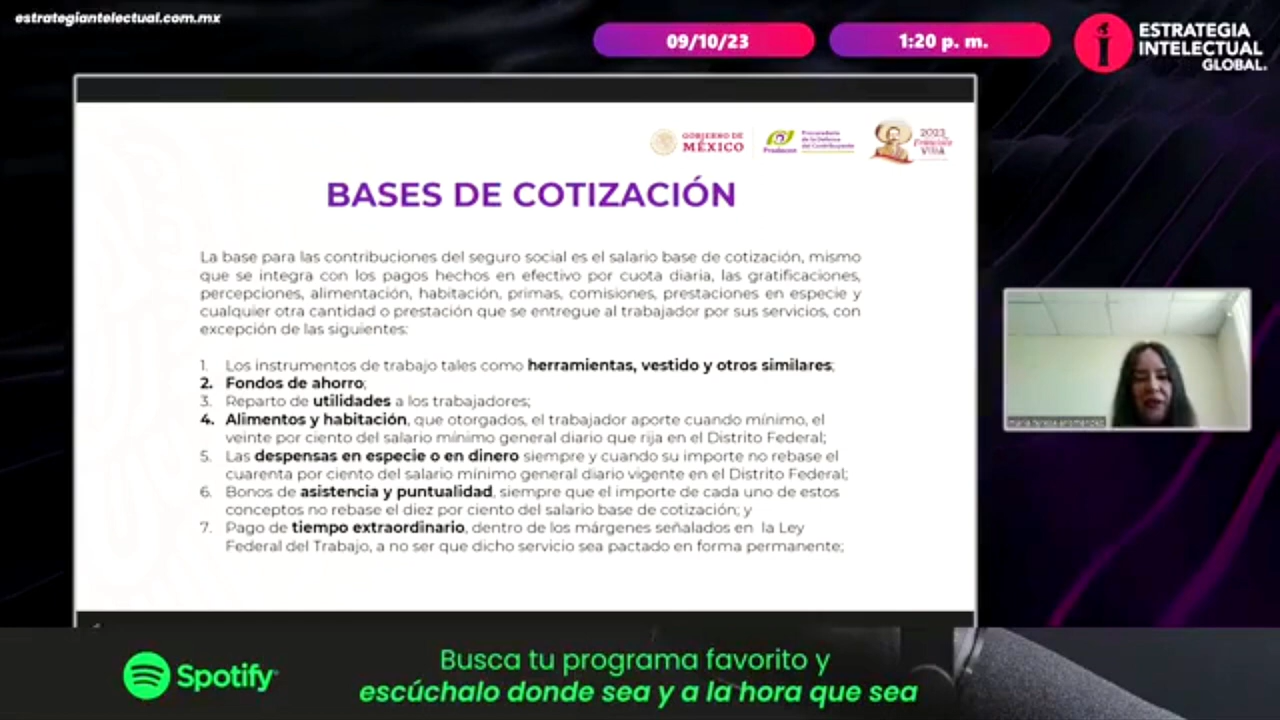 estrategiantelectual.com.mx
09/10/23
1:20 p. m.
ESTRATEGIA
INTELECTUAL
GLOBAL.
GOBIERNO DE
MÉXICO
Prodecon
Procuraduría
de la Defensa
del Contribuyente
2023
Francisco
VILLA
BASES DE COTIZACIÓN
La base para las contribuciones del seguro social es el salario base de cotización, mismo
que se integra con los pagos hechos en efectivo por cuota diaria, las gratificaciones,
percepciones, alimentación, habitación, primas, comisiones, prestaciones en especie y
cualquier otra cantidad o prestación que se entregue al trabajador por sus servicios, con
excepción de las siguientes:
1. Los instrumentos de trabajo tales como herramientas, vestido y otros similares;
2. Fondos de ahorro;
3. Reparto de utilidades a los trabajadores;
4. Alimentos y habitación, que otorgados, el trabajador aporte cuando mínimo, el
veinte por ciento del salario mínimo general diario que rija en el Distrito Federal;
5. Las despensas en especie o en dinero siempre y cuando su importe no rebase el
cuarenta por ciento del salario mínimo general diario vigente en el Distrito Federal;
6. Bonos de asistencia y puntualidad, siempre que el importe de cada uno de estos
conceptos no rebase el diez por ciento del salario base de cotización; y
7. Pago de tiempo extraordinario, dentro de los márgenes señalados en la Ley
Federal del Trabajo, a no ser que dicho servicio sea pactado en forma permanente;
Spotify
Busca tu programa favorito y
escúchalo donde sea y a la hora que sea